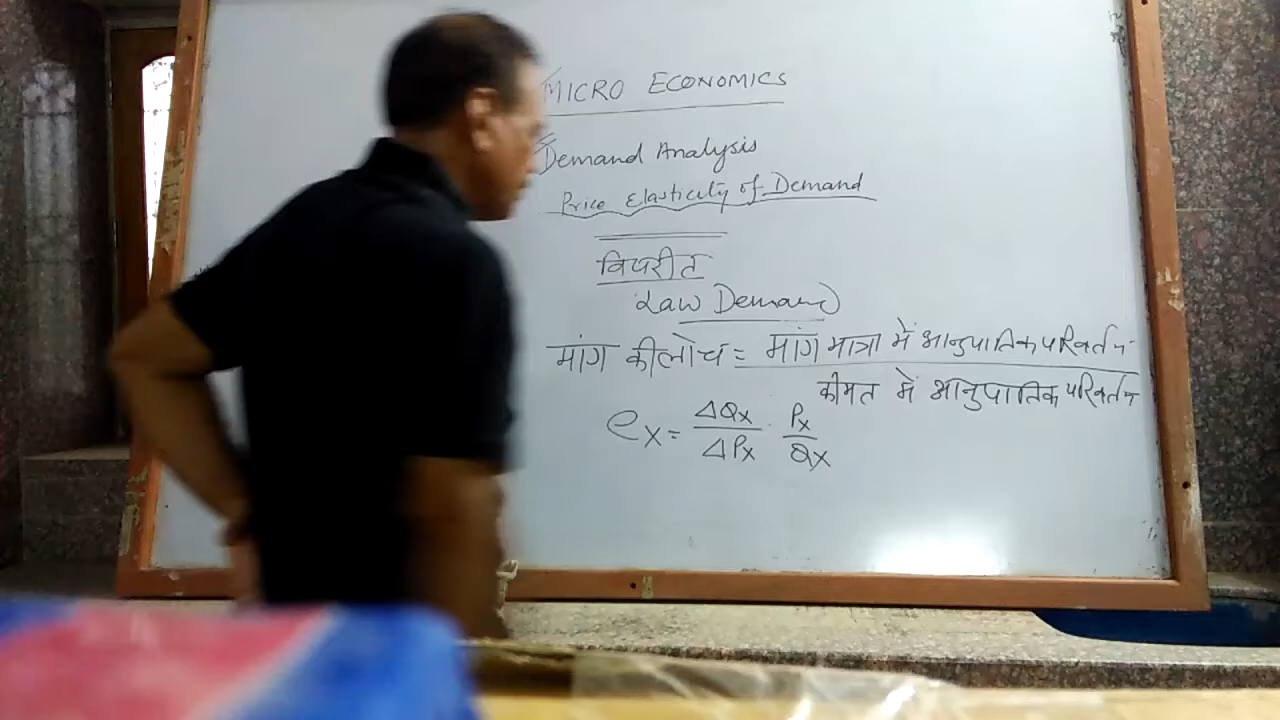 MICRO ECONOMICS
Demand Analysis
Price Elasticity of Demand
विपरीत
Law Demand
मांग की लोच = मांग मात्रा में आनुपातिक परिवर्तन
कीमत में आनुपातिक परिवर्तन
ex = ΔQx/ΔPx · Px/Qx